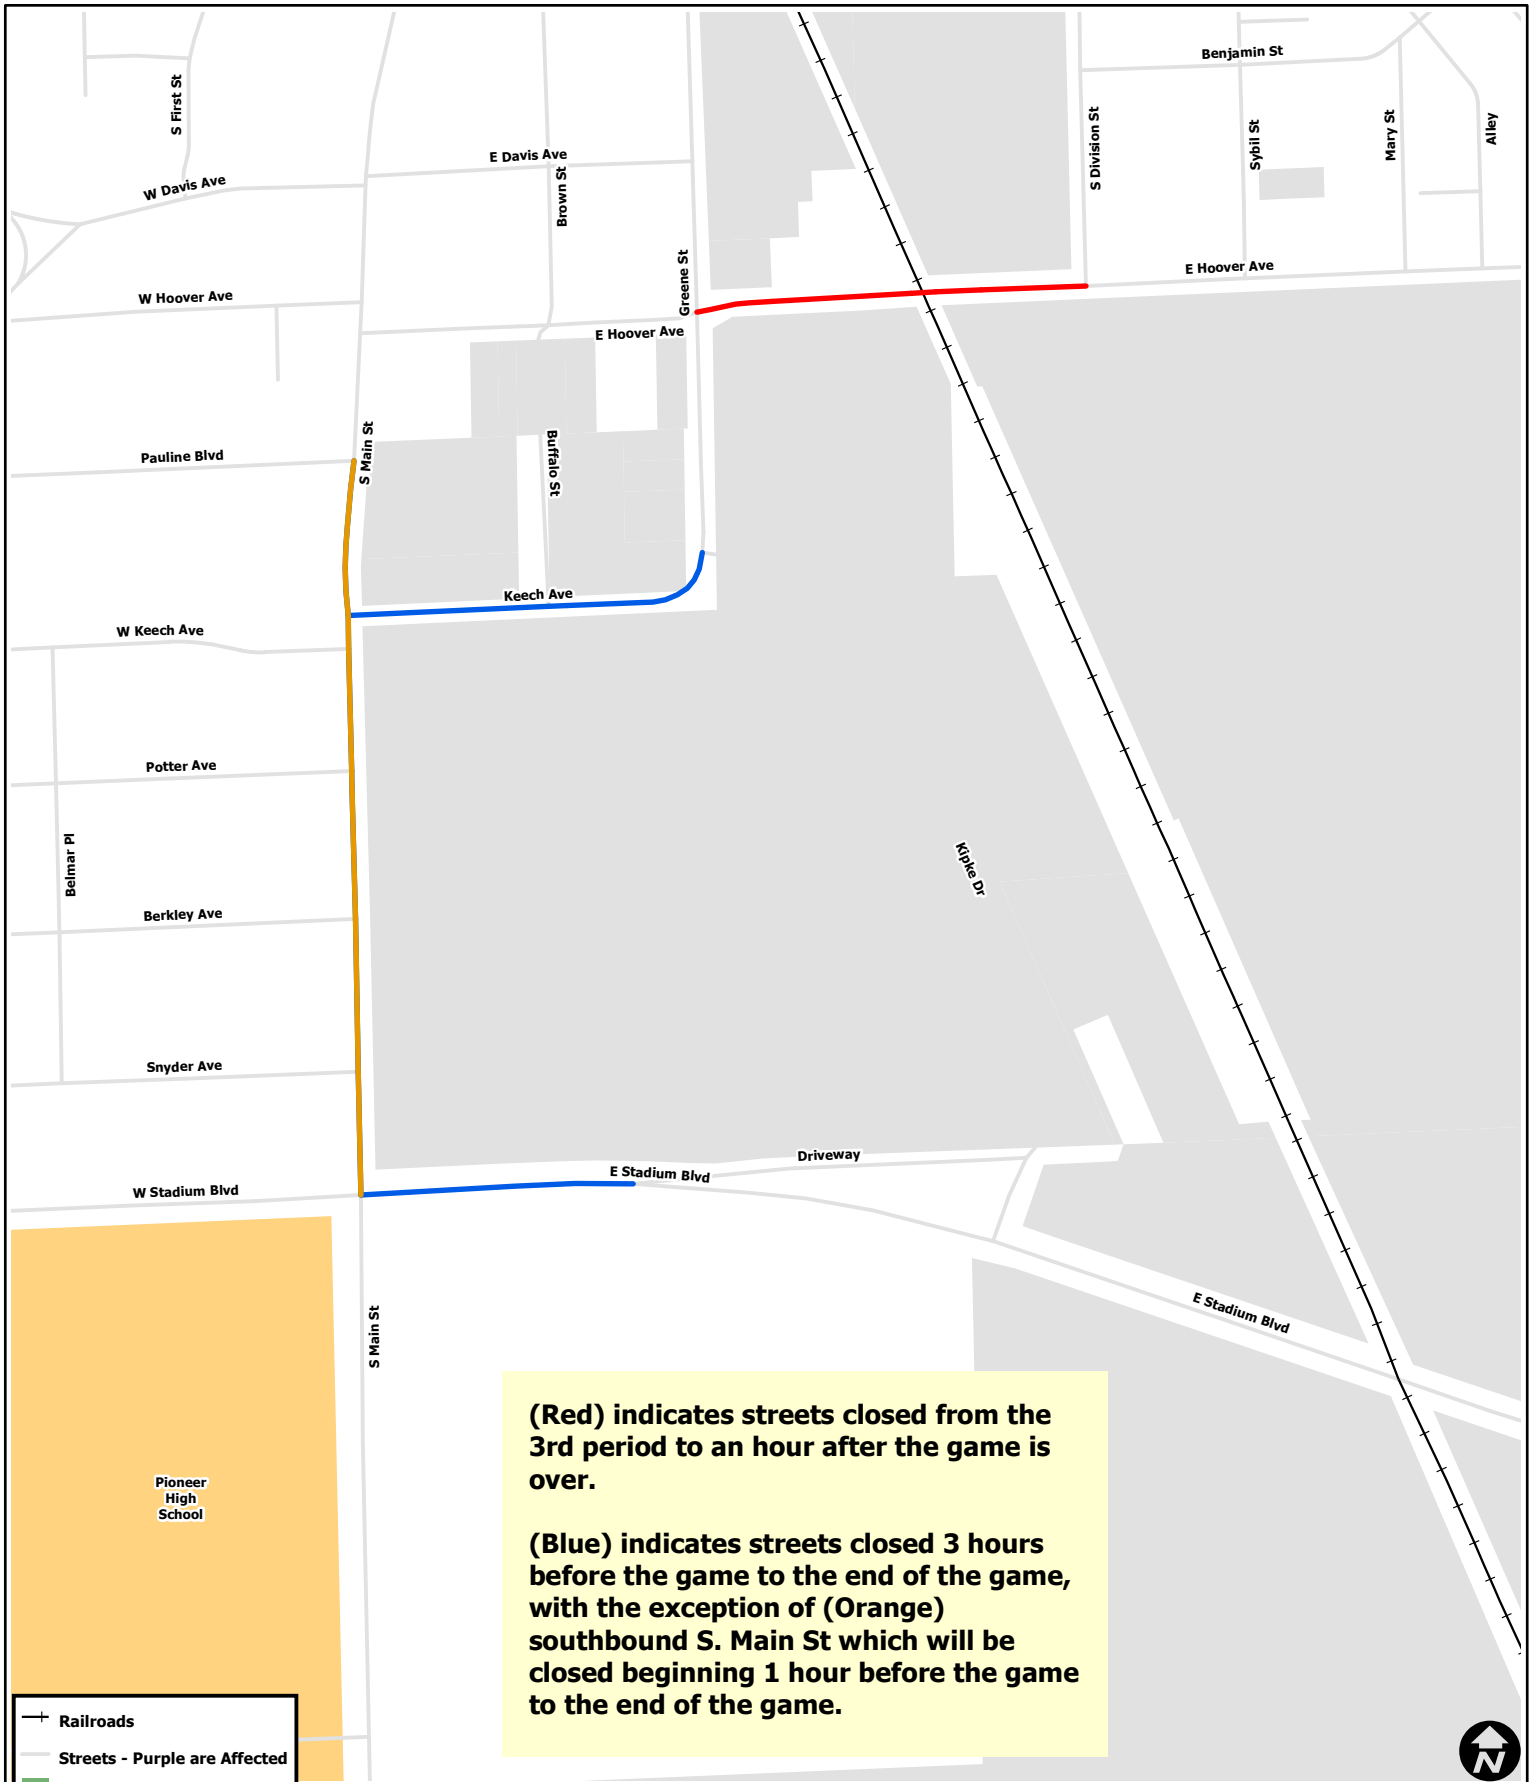 Benjamin St
S First St
S Division St
Sybil St
Mary St
Alley
E Davis Ave
W Davis Ave
Brown St
Greene St
E Hoover Ave
W Hoover Ave
E Hoover Ave
S Main St
Buffalo St
Pauline Blvd
Keech Ave
W Keech Ave
Potter Ave
Belmar Pl
Kipke Dr
Berkley Ave
Snyder Ave
Driveway
E Stadium Blvd
W Stadium Blvd
E Stadium Blvd
S Main St
(Red) indicates streets closed from the
3rd period to an hour after the game is
over.
(Blue) indicates streets closed 3 hours
before the game to the end of the game,
with the exception of (Orange)
southbound S. Main St which will be
closed beginning 1 hour before the game
to the end of the game.
Pioneer
High
School
Railroads
Streets - Purple are Affected
N